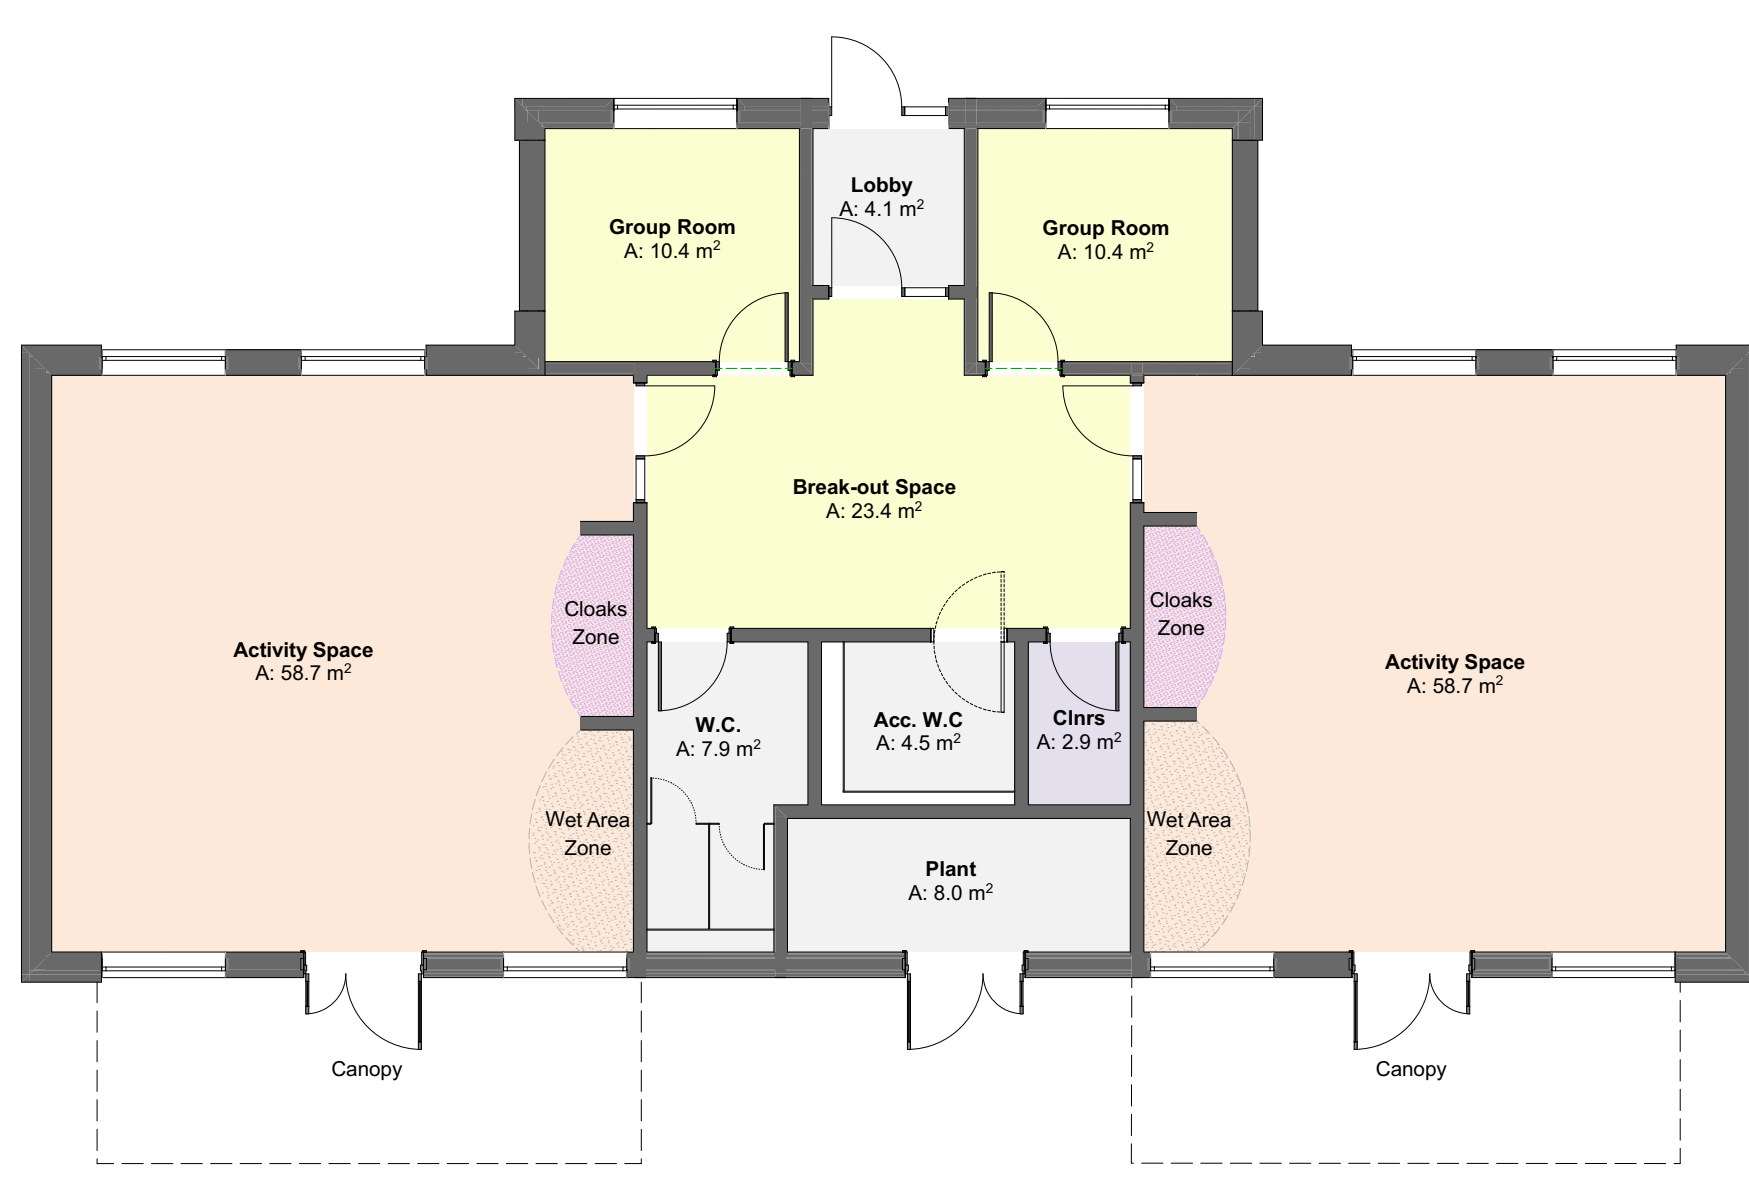 Lobby
A: 4.1 m²
Group Room
A: 10.4 m²
Group Room
A: 10.4 m²
Break-out Space
A: 23.4 m²
Activity Space
A: 58.7 m²
Cloaks
Zone
Cloaks
Zone
Activity Space
A: 58.7 m²
W.C.
A: 7.9 m²
Acc. W.C
A: 4.5 m²
Clnrs
A: 2.9 m²
Wet Area
Zone
Wet Area
Zone
Plant
A: 8.0 m²
Canopy
Canopy